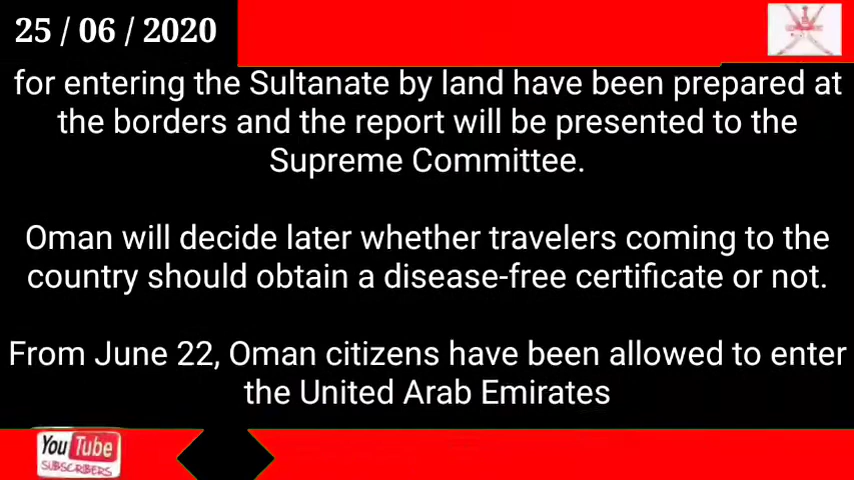 25 / 06 / 2020
for entering the Sultanate by land have been prepared at
the borders and the report will be presented to the
Supreme Committee.
Oman will decide later whether travelers coming to the
country should obtain a disease-free certificate or not.
From June 22, Oman citizens have been allowed to enter
the United Arab Emirates
YouTube
SUBSCRIBERS